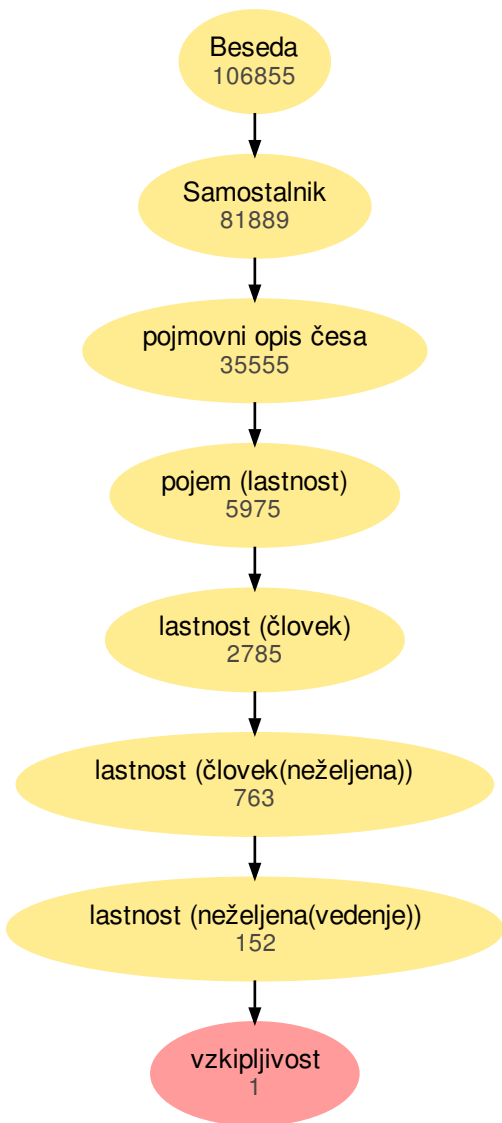 Beseda
106855
Samostalnik
81889
pojmovni opis česa
35555
pojem (lastnost)
5975
lastnost (človek)
2785
lastnost (človek(neželjena))
763
lastnost (neželjena(vedenje))
152
vzkipljivost
1